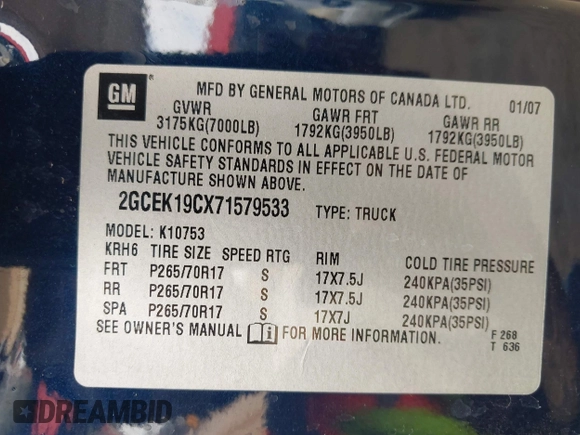 GM
MFD BY GENERAL MOTORS OF CANADA LTD. 01/07
GVWR GAWR FRT GAWR RR
3175KG(7000LB) 1792KG(3950LB) 1792KG(3950LB)
THIS VEHICLE CONFORMS TO ALL APPLICABLE U.S. FEDERAL MOTOR
VEHICLE SAFETY STANDARDS IN EFFECT ON THE DATE OF
MANUFACTURE SHOWN ABOVE.
2GCEK19CX71579533 TYPE: TRUCK
MODEL: K10753
KRH6 TIRE SIZE SPEED RTG RIM COLD TIRE PRESSURE
FRT P265/70R17 S 17X7.5J 240KPA(35PSI)
RR P265/70R17 S 17X7.5J 240KPA(35PSI)
SPA P265/70R17 S 17X7J 240KPA(35PSI)
SEE OWNER'S MANUAL FOR MORE INFORMATION. F 268
T 636
DREAMBID